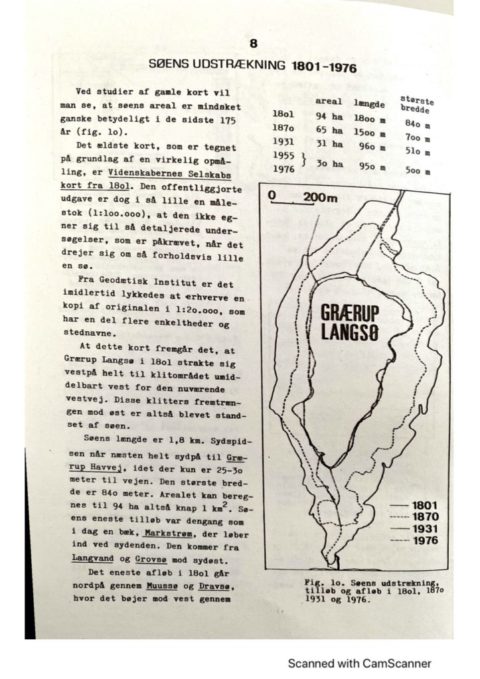 8
SØENS UDSTRÆKNING 1801-1976
Ved studier af gamle kort vil
man se, at søens areal er mindsket
ganske betydeligt i de sidste 175
år (fig. 1o).
Det ældste kort, som er tegnet
på grundlag af en virkelig opmå-
ling, er Videnskabernes Selskabs
kort fra 18o1. Den offentliggjorte
udgave er dog i så lille en måle-
stok (1:1oo.ooo), at den ikke eg-
ner sig til så detaljerede under-
søgelser, som er påkrævet, når det
drejer sig om så forholdsvis lille
en sø.
Fra Geodætisk Institut er det
imidlertid lykkedes at erhverve en
kopi af originalen i 1:2o.ooo, som
har en del flere enkeltheder og
stednavne.
At dette kort fremgår det, at
Grærup Langsø i 18o1 strakte sig
vestpå helt til klitområdet umid-
delbart vest for den nuværende
vestvej. Disse klitters fremtræn-
gen mod øst er altså blevet stand-
set af søen.
Søens længde er 1,8 km. Sydspid-
sen når næsten helt sydpå til Græ-
rup Havvej, idet der kun er 25-3o
meter til vejen. Den største bred-
de er 84o meter. Arealet kan bereg-
nes til 94 ha altså knap 1 km2. Sø-
ens eneste tilløb var dengang som
i dag en bæk, Markstrøm, der løber
ind ved sydenden. Den kommer fra
Langvand og Grovsø mod sydøst.
Det eneste afløb i 18o1 går
nordpå gennem Muussø og Dravsø,
hvor det bøjer mod vest gennem
areal længde største
bredde
18o1 94 ha 18oo m 84o m
187o 65 ha 15oo m 7oo m
1931 31 ha 96o m 51o m
1955 } 3o ha 95o m 5oo m
1976
0 200m
GRÆRUP
LANGSØ
1801
1870
1931
1976
Fig. 1o. Søens udstrækning,
tilløb og afløb i 18o1, 187o
1931 og 1976.
Scanned with CamScanner